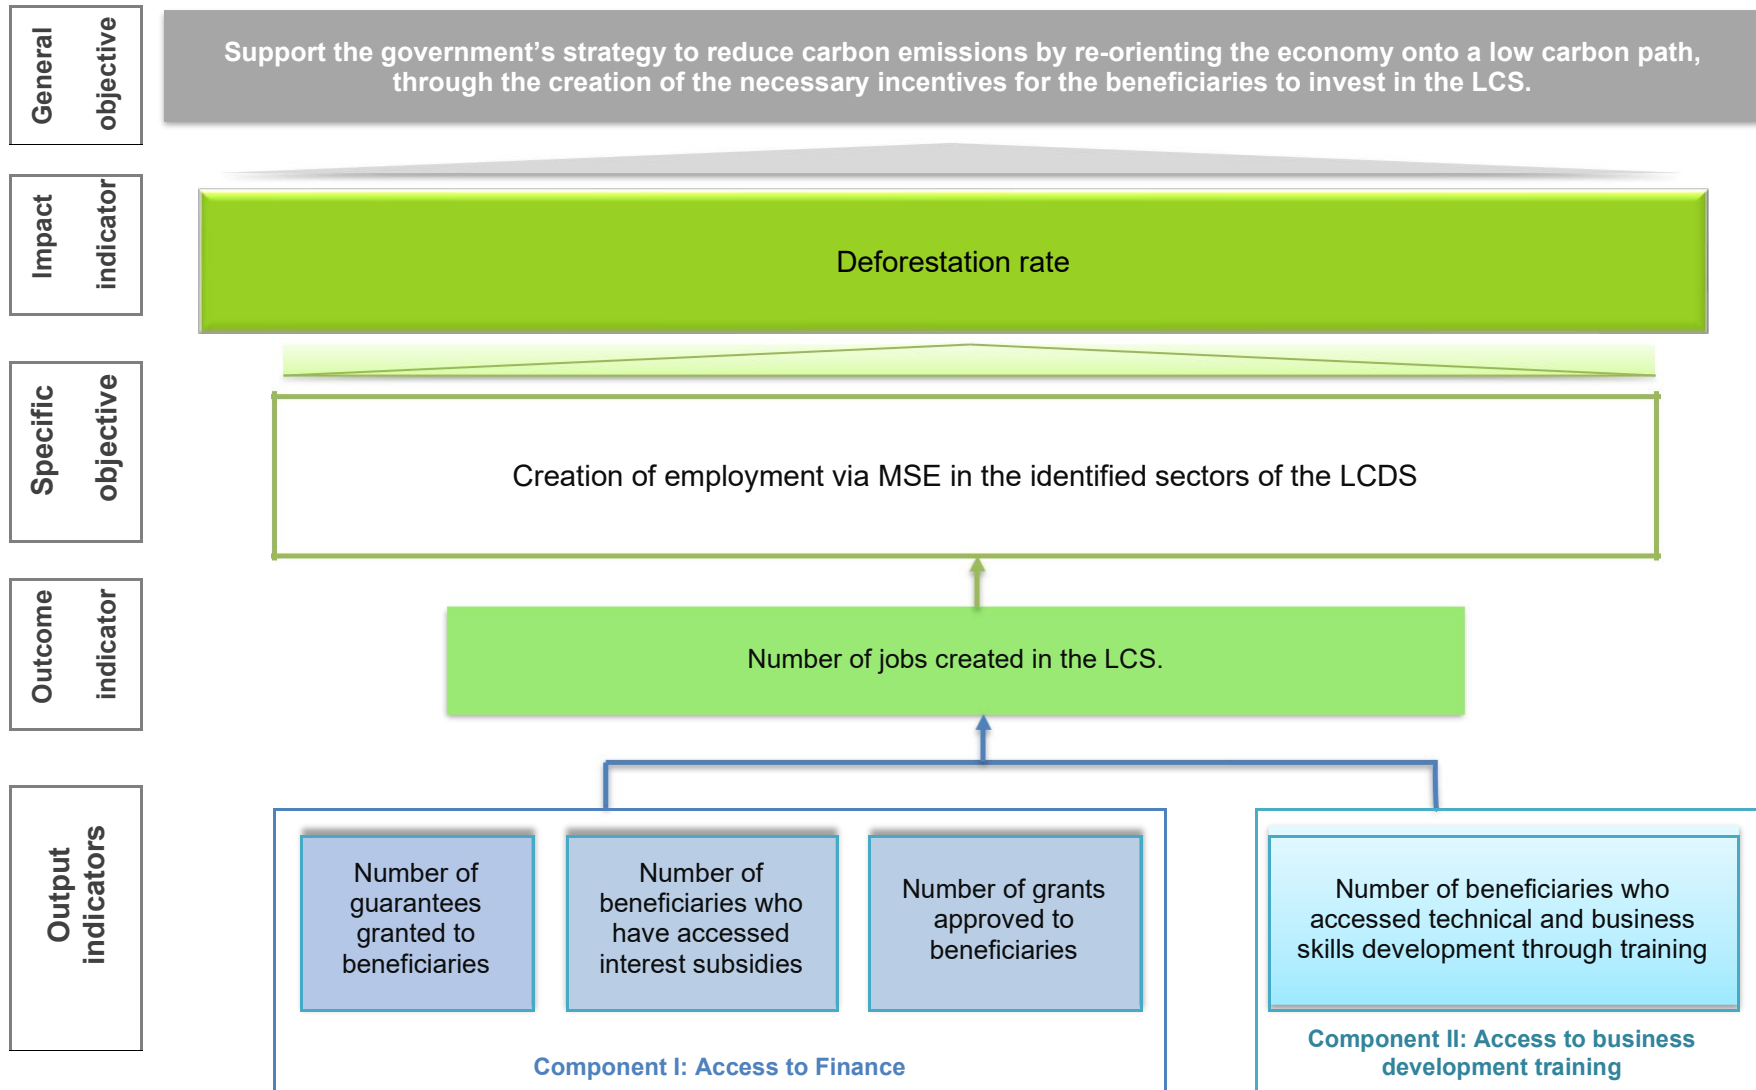 General
objective
Support the government’s strategy to reduce carbon emissions by re-orienting the economy onto a low carbon path,
through the creation of the necessary incentives for the beneficiaries to invest in the LCS.
Impact
indicator
Deforestation rate
Specific
objective
Creation of employment via MSE in the identified sectors of the LCDS
Outcome
indicator
Number of jobs created in the LCS.
Output
indicators
Number of
guarantees
granted to
beneficiaries
Number of
beneficiaries who
have accessed
interest subsidies
Number of grants
approved to
beneficiaries
Component I: Access to Finance
Number of beneficiaries who
accessed technical and business
skills development through training
Component II: Access to business
development training